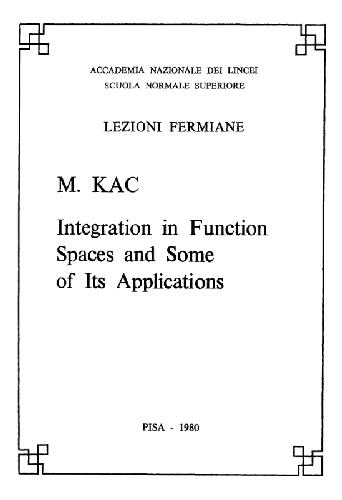 ACCADEMIA NAZIONALE DEI LINCEI
SCUOLA NORMALE SUPERIORE
LEZIONI FERMIANE
M. KAC
Integration in Function
Spaces and Some
of Its Applications
PISA - 1980